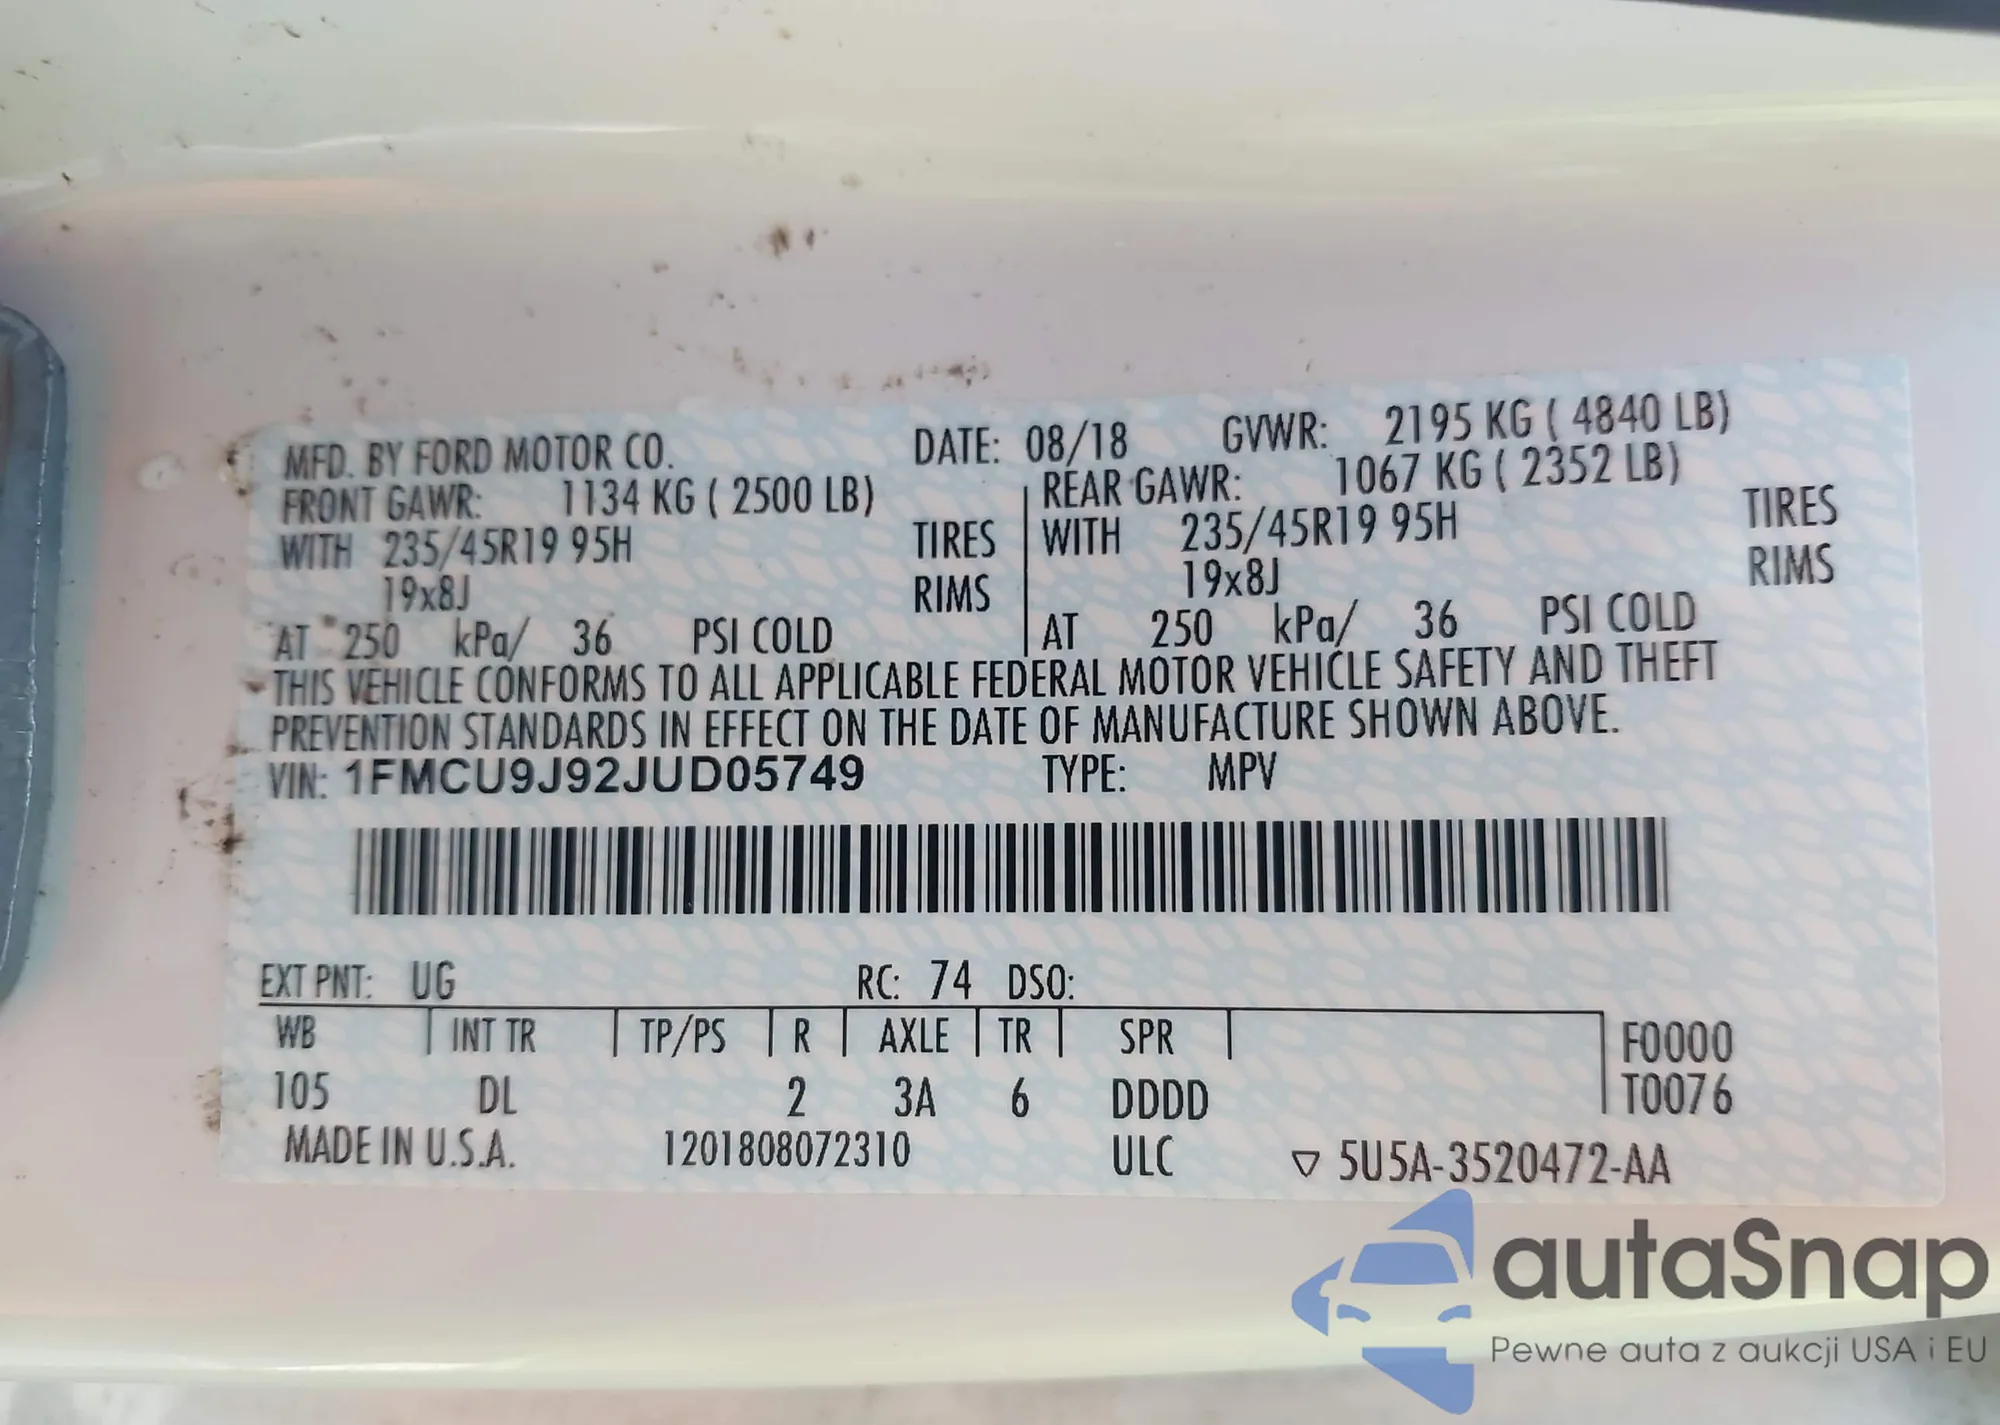 MFD. BY FORD MOTOR CO. DATE: 08/18 GVWR: 2195 KG ( 4840 LB)
FRONT GAWR: 1134 KG ( 2500 LB) REAR GAWR: 1067 KG ( 2352 LB)
WITH 235/45R19 95H TIRES WITH 235/45R19 95H TIRES
19x8J RIMS 19x8J RIMS
AT 250 kPa/ 36 PSI COLD AT 250 kPa/ 36 PSI COLD
THIS VEHICLE CONFORMS TO ALL APPLICABLE FEDERAL MOTOR VEHICLE SAFETY AND THEFT
PREVENTION STANDARDS IN EFFECT ON THE DATE OF MANUFACTURE SHOWN ABOVE.
VIN: 1FMCU9J92JUD05749 TYPE: MPV
EXT PNT: UG RC: 74 DSO:
WB INT TR TP/PS R AXLE TR SPR F0000
105 DL 2 3A 6 DDDD T0076
MADE IN U.S.A. 1201808072310 ULC ▽ 5U5A-3520472-AA
autaSnap
Pewne auta z aukcji USA i EU